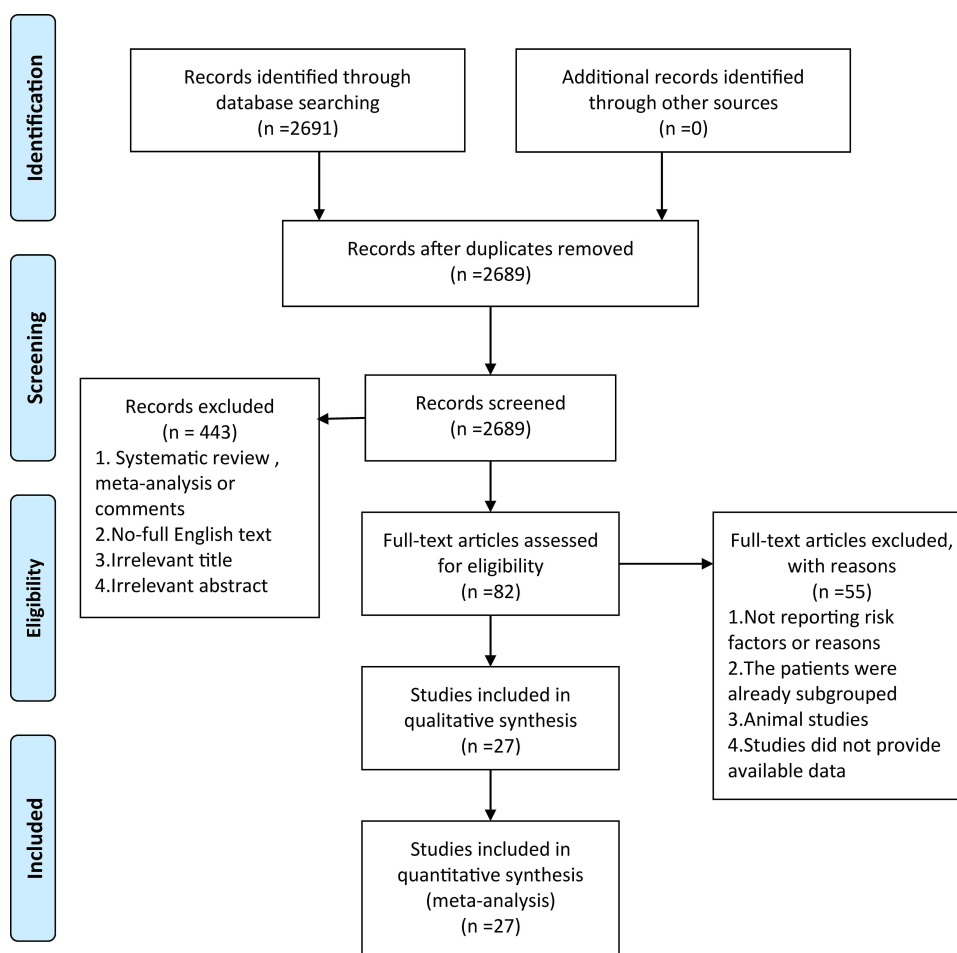 Identification
Records identified through
database searching
(n =2691)
Additional records identified
through other sources
(n =0)
Records after duplicates removed
(n =2689)
Screening
Records screened
(n =2689)
Records excluded
(n = 443)
1. Systematic review ,
meta-analysis or
comments
2.No-full English text
3.Irrelevant title
4.Irrelevant abstract
Eligibility
Full-text articles assessed
for eligibility
(n =82)
Full-text articles excluded,
with reasons
(n =55)
1.Not reporting risk
factors or reasons
2.The patients were
already subgrouped
3.Animal studies
4.Studies did not provide
available data
Studies included in
qualitative synthesis
(n =27)
Included
Studies included in
quantitative synthesis
(meta-analysis)
(n =27)